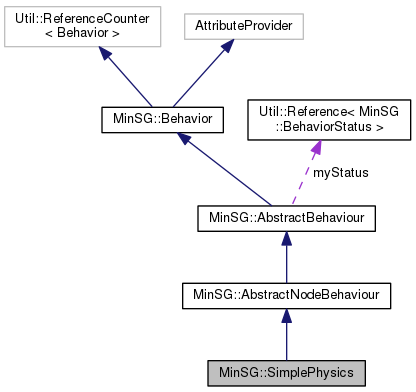 Util::ReferenceCounter
< Behavior >
AttributeProvider
MinSG::Behavior
Util::Reference< MinSG
::BehaviorStatus >
myStatus
MinSG::AbstractBehaviour
MinSG::AbstractNodeBehaviour
MinSG::SimplePhysics